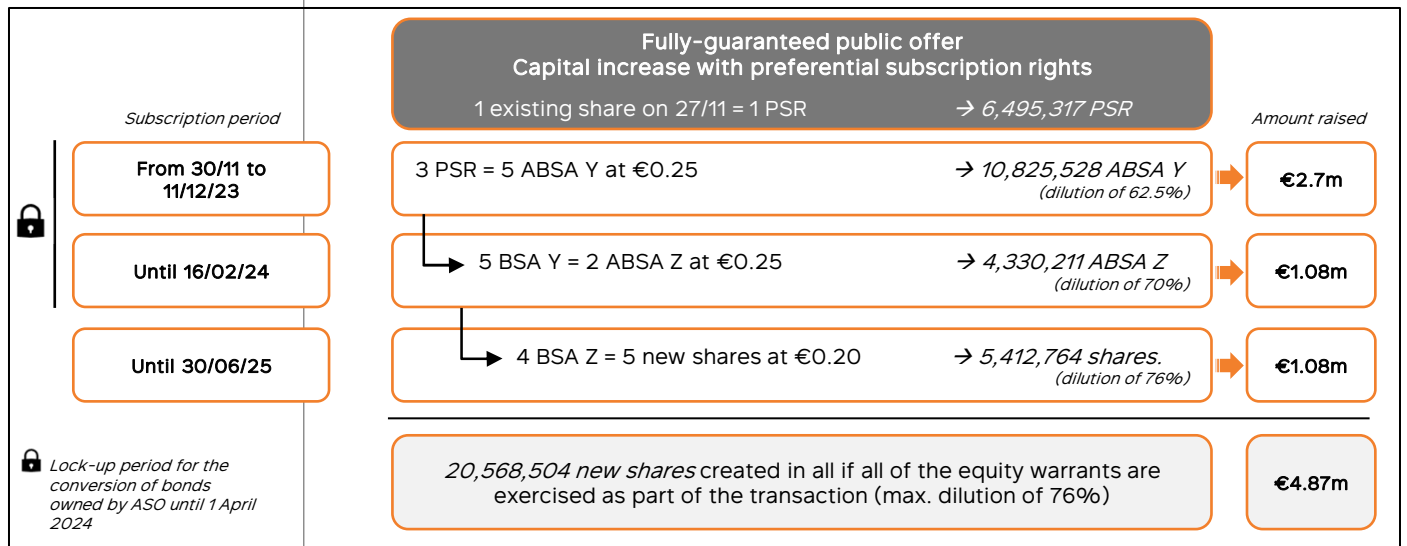 Fully-guaranteed public offer
Capital increase with preferential subscription rights
1 existing share on 27/11 = 1 PSR → 6,495,317 PSR
Subscription period
Amount raised
From 30/11 to
11/12/23
3 PSR = 5 ABSA Y at €0.25 → 10,825,528 ABSA Y
(dilution of 62.5%)
€2.7m
Until 16/02/24
5 BSA Y = 2 ABSA Z at €0.25 → 4,330,211 ABSA Z
(dilution of 70%)
€1.08m
Until 30/06/25
4 BSA Z = 5 new shares at €0.20 → 5,412,764 shares.
(dilution of 76%)
€1.08m
Lock-up period for the
conversion of bonds
owned by ASO until 1 April
2024
20,568,504 new shares created in all if all of the equity warrants are
exercised as part of the transaction (max. dilution of 76%)
€4.87m